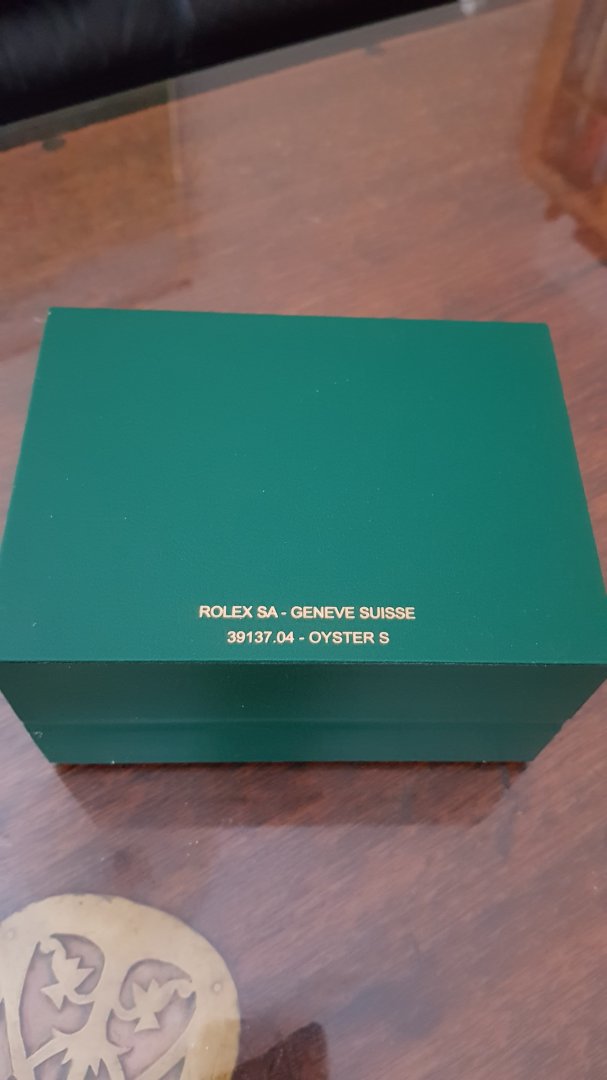 ROLEX SA - GENEVE SUISSE
39137.04 - OYSTER S